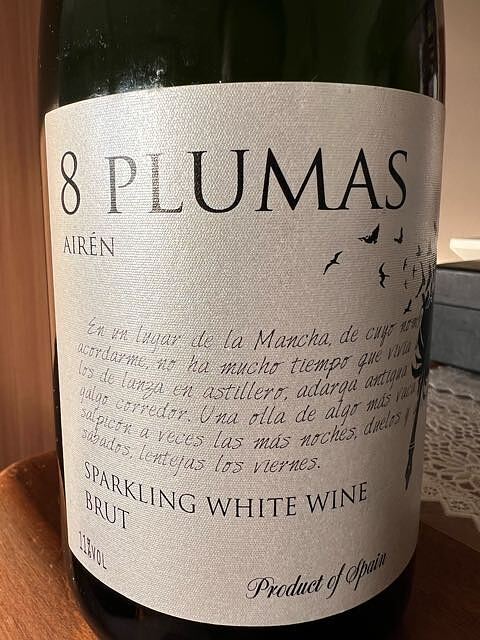 8 PLUMAS
AIRÉN
En un lugar de la Mancha, de cuyo nom
acordarme, no ha mucho tiempo que vivía
los de lanza en astillero, adarga antigua
galgo corredor. Una olla de algo más vaca
salpicón a veces las más noches, duelos y
sábados, lentejas los viernes.
SPARKLING WHITE WINE
BRUT
11%VOL
Product of Spain